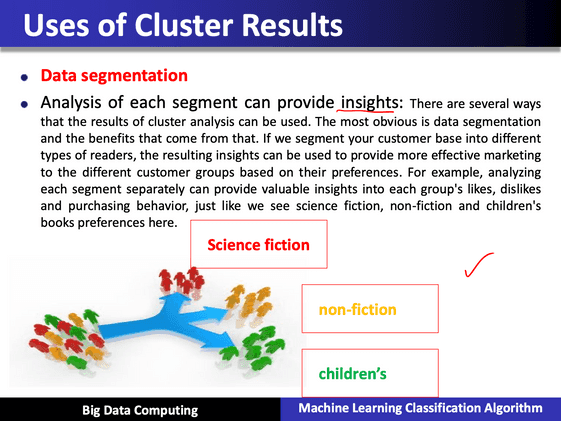 Uses of Cluster Results
Data segmentation
Analysis of each segment can provide insights: There are several ways
that the results of cluster analysis can be used. The most obvious is data segmentation
and the benefits that come from that. If we segment your customer base into different
types of readers, the resulting insights can be used to provide more effective marketing
to the different customer groups based on their preferences. For example, analyzing
each segment separately can provide valuable insights into each group's likes, dislikes
and purchasing behavior, just like we see science fiction, non-fiction and children's
books preferences here.
Science fiction
non-fiction
children’s
Big Data Computing
Machine Learning Classification Algorithm